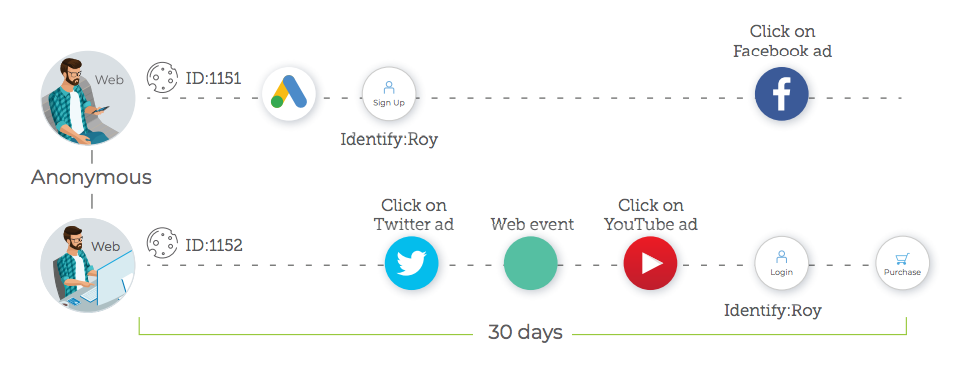 Click on
Facebook ad
Web
ID:1151
Sign Up
Identify:Roy
Anonymous
Click on
Twitter ad
Web event
Click on
YouTube ad
Web
ID:1152
Login
Purchase
Identify:Roy
30 days